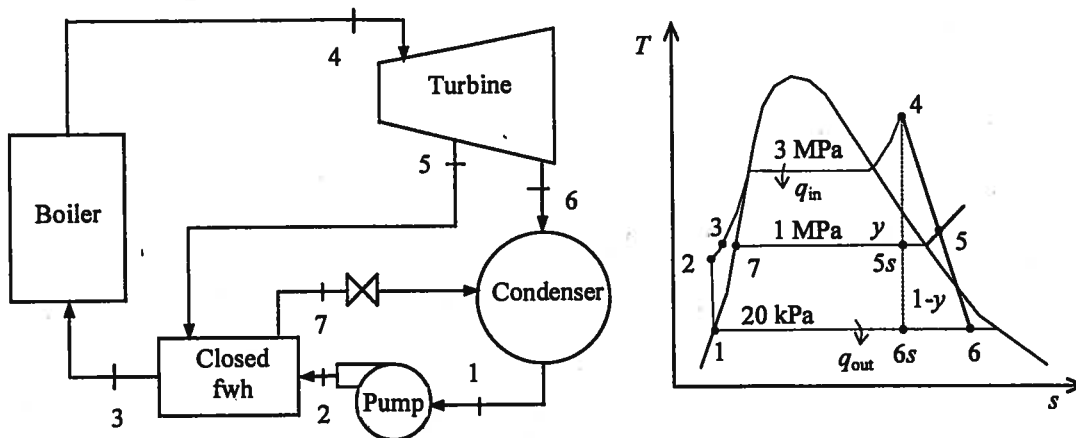 4
Turbine
5
6
Boiler
Condenser
7
Closed
fwh
3
2
Pump
1
T
4
3 MPa
q_in
3
1 MPa
y
5
2
7
5s
1-y
20 kPa
1
q_out
6s
6
s